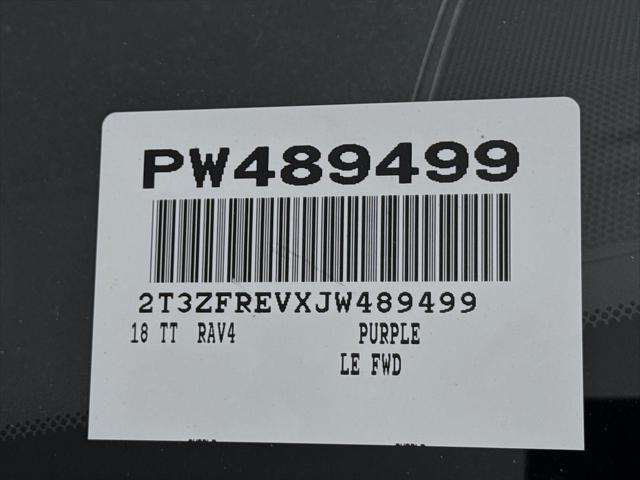 PW489499
2T3ZFREVXJW489499
18 TT RAV4 PURPLE
LE FWD